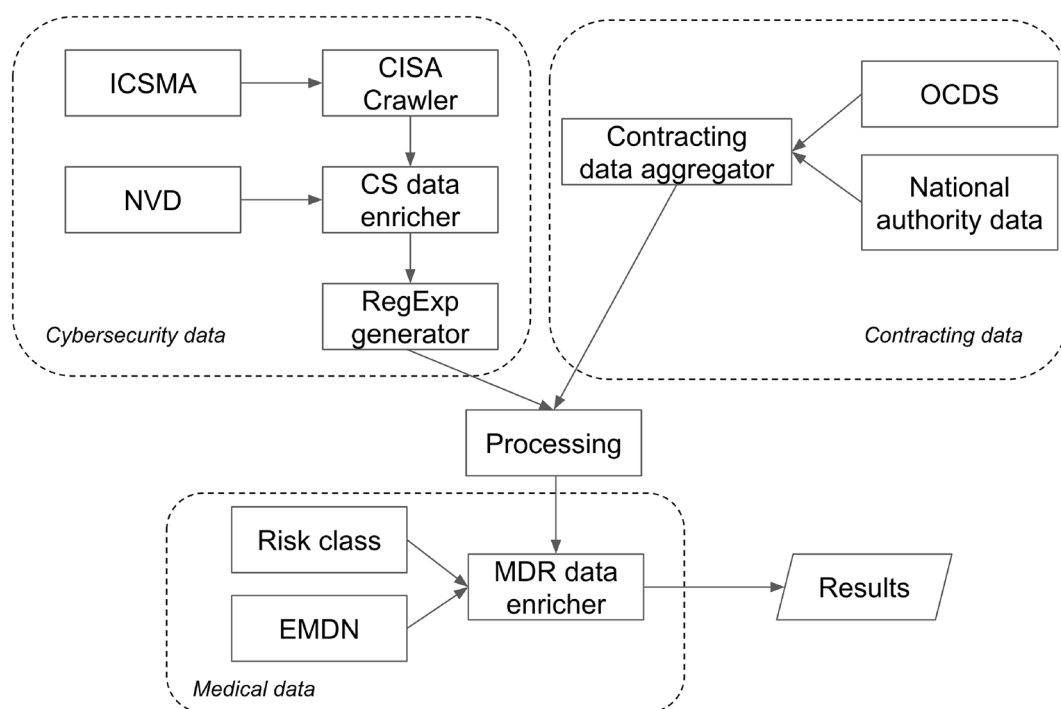 ICSMA
CISA
Crawler
NVD
CS data
enricher
RegExp
generator
Cybersecurity data
OCDS
Contracting
data aggregator
National
authority data
Contracting data
Processing
Risk class
MDR data
enricher
EMDN
Medical data
Results